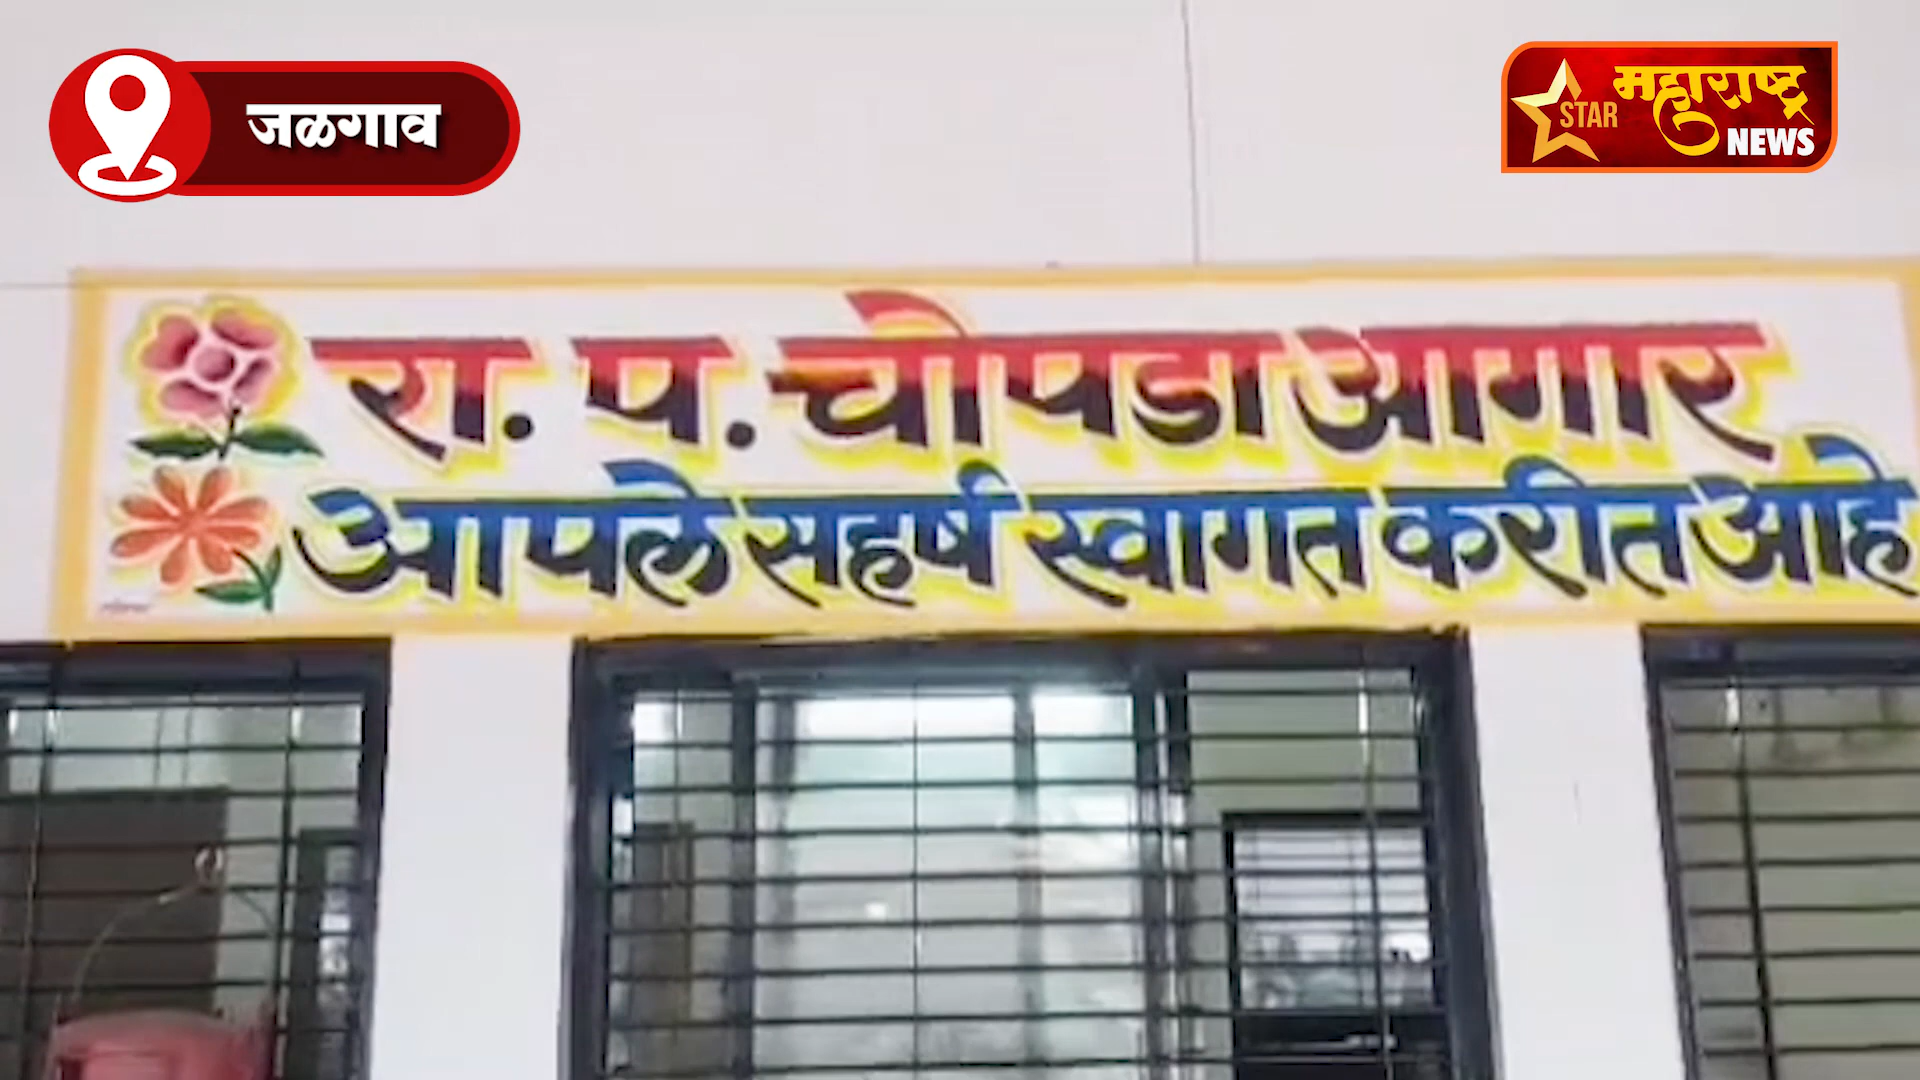 जळगाव
STAR महाराष्ट्र NEWS
रा. प. चोपडा आगार
आपले सहर्ष स्वागत करीत आहे